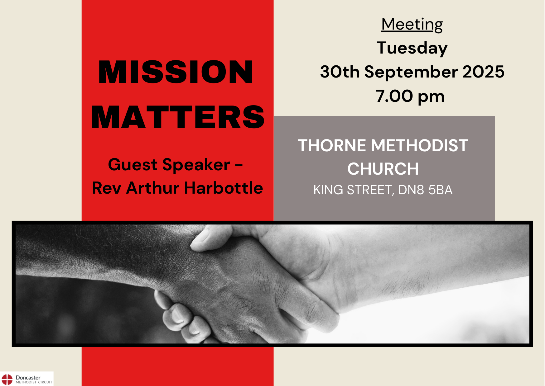 MISSION
MATTERS
Guest Speaker -
Rev Arthur Harbottle
Meeting
Tuesday
30th September 2025
7.00 pm
THORNE METHODIST
CHURCH
KING STREET, DN8 5BA
Doncaster